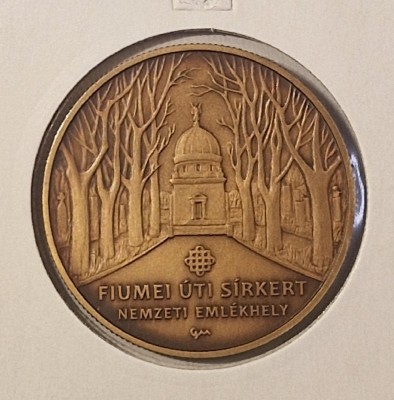 FIUMEI ÚTI SÍRKERT
NEMZETI EMLÉKHELY